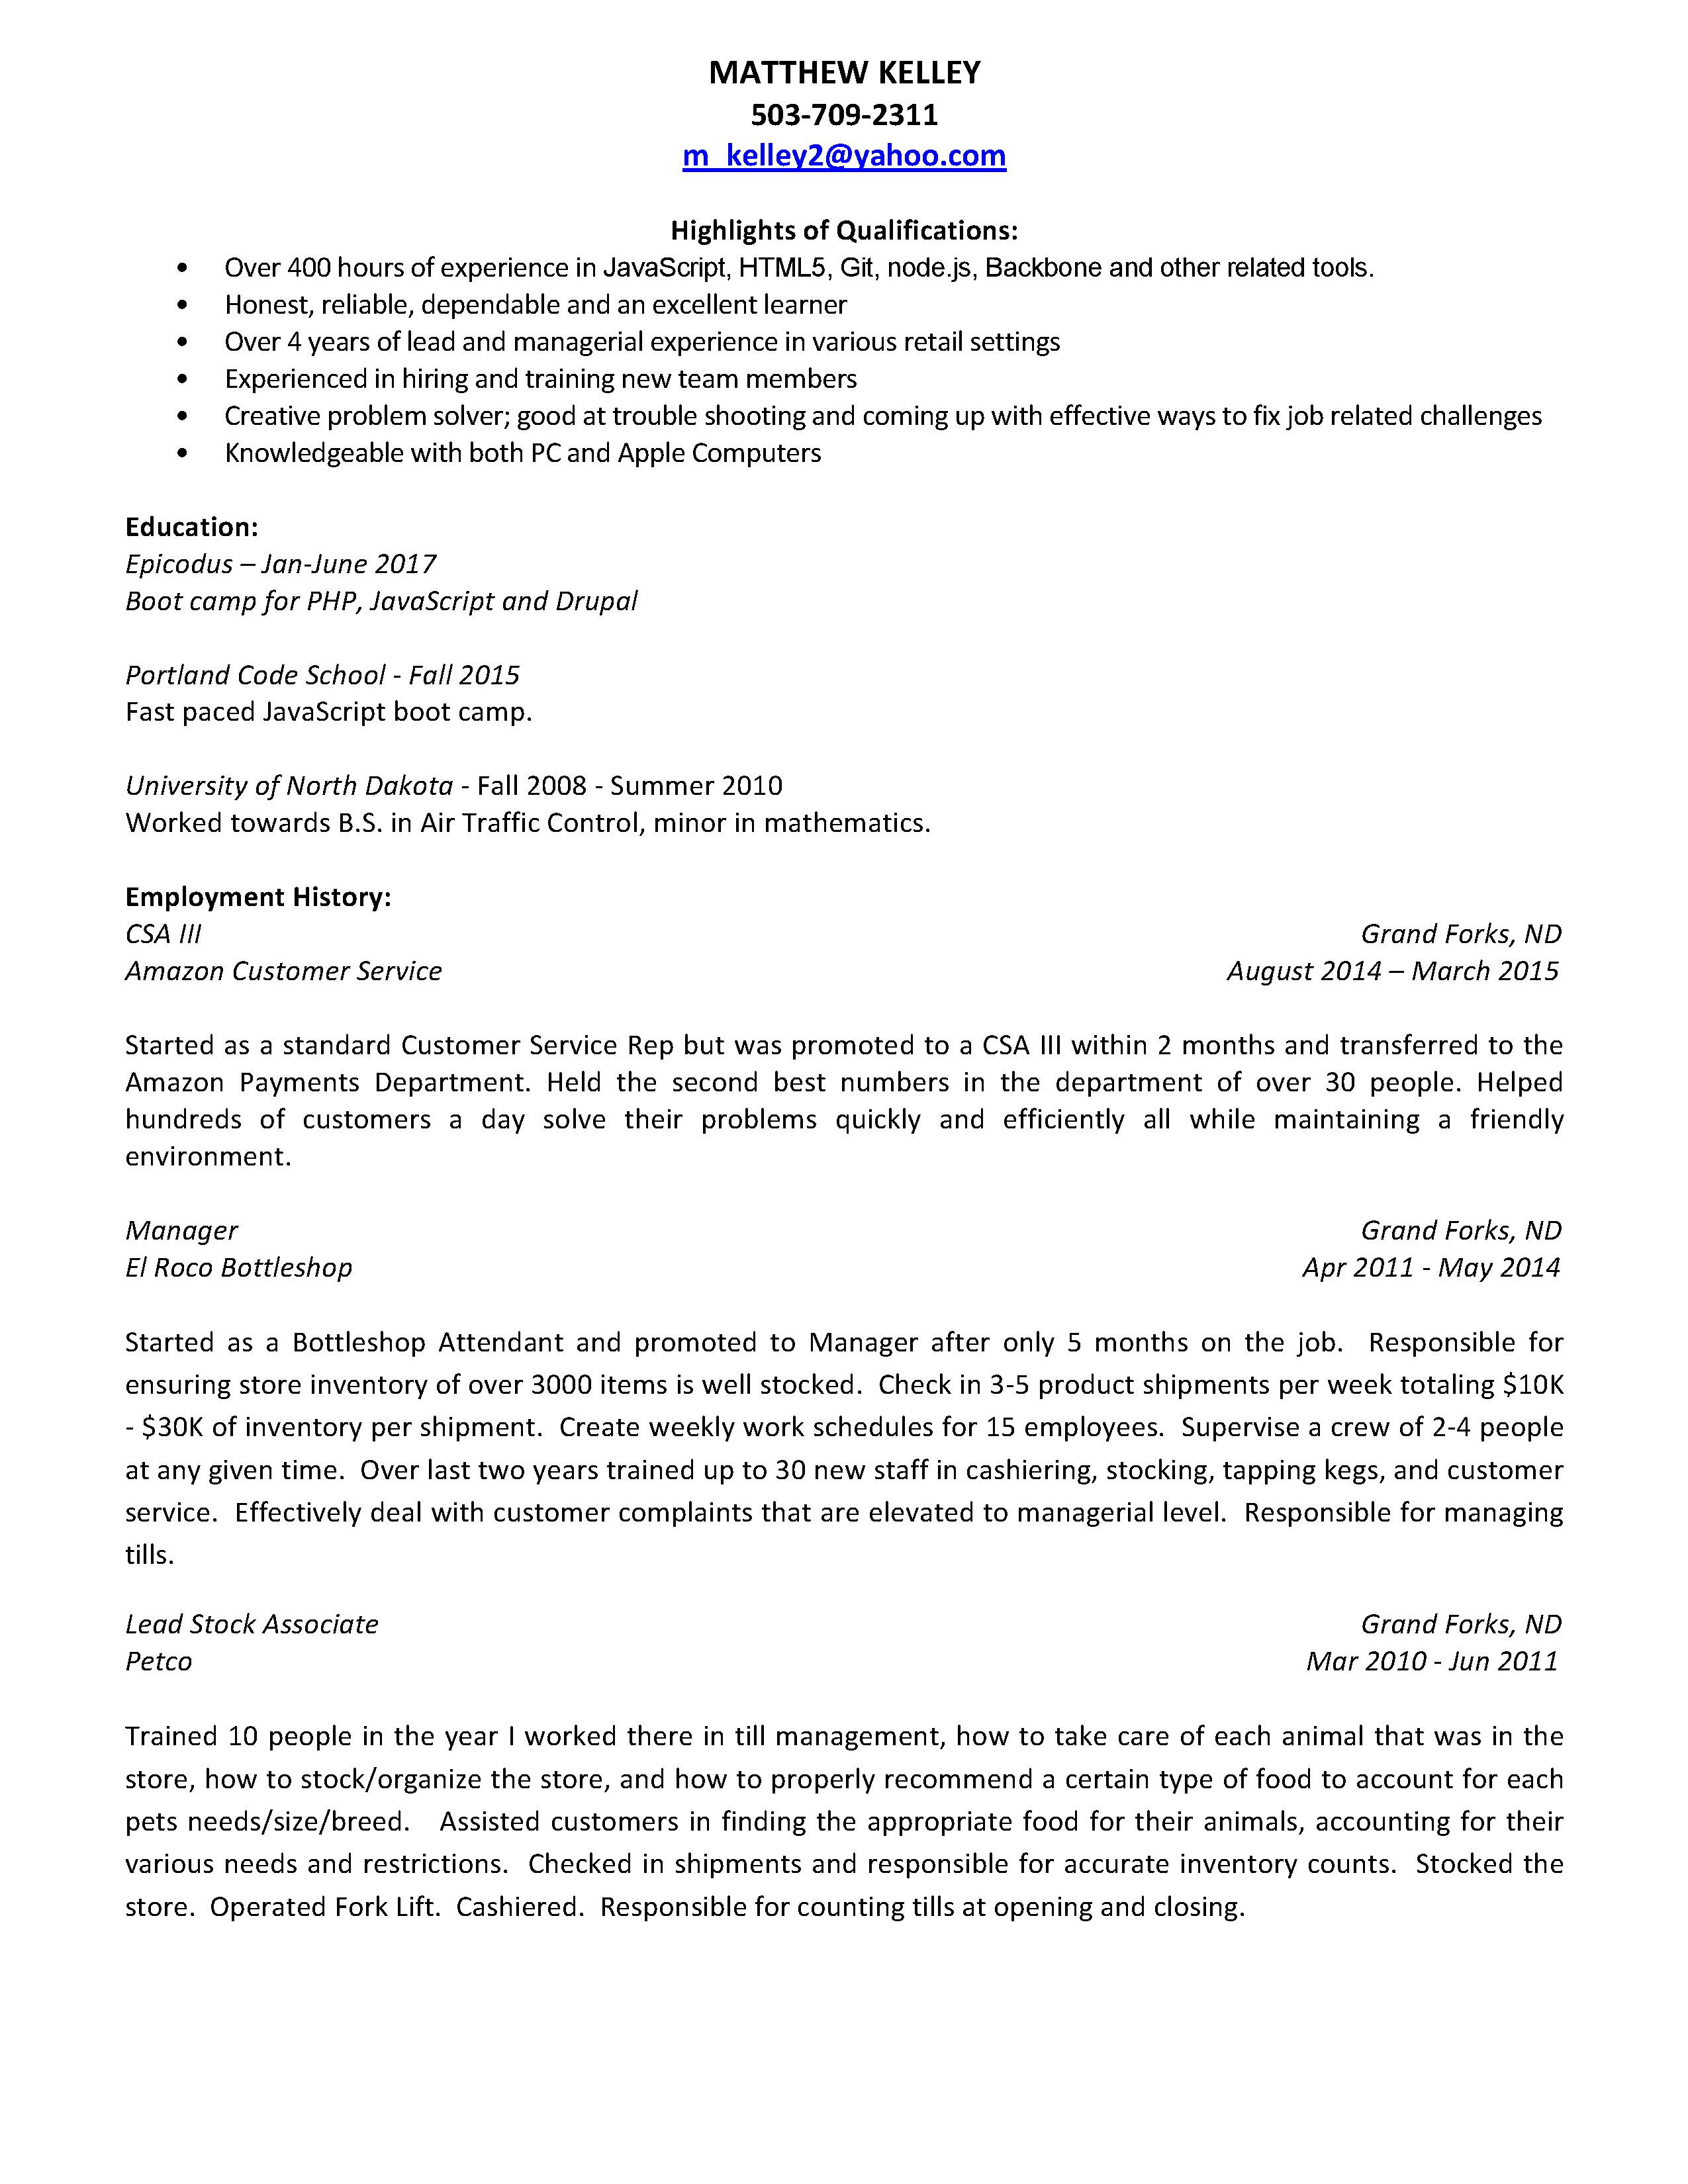 MATTHEW KELLEY
503-709-2311
m_kelley2@yahoo.com
Highlights of Qualifications:
• Over 400 hours of experience in JavaScript, HTML5, Git, node.js, Backbone and other related tools.
• Honest, reliable, dependable and an excellent learner
• Over 4 years of lead and managerial experience in various retail settings
• Experienced in hiring and training new team members
• Creative problem solver; good at trouble shooting and coming up with effective ways to fix job related challenges
• Knowledgeable with both PC and Apple Computers
Education:
Epicodus – Jan-June 2017
Boot camp for PHP, JavaScript and Drupal
Portland Code School - Fall 2015
Fast paced JavaScript boot camp.
University of North Dakota - Fall 2008 - Summer 2010
Worked towards B.S. in Air Traffic Control, minor in mathematics.
Employment History:
CSA III Grand Forks, ND
Amazon Customer Service August 2014 – March 2015
Started as a standard Customer Service Rep but was promoted to a CSA III within 2 months and transferred to the
Amazon Payments Department. Held the second best numbers in the department of over 30 people. Helped
hundreds of customers a day solve their problems quickly and efficiently all while maintaining a friendly
environment.
Manager Grand Forks, ND
El Roco Bottleshop Apr 2011 - May 2014
Started as a Bottleshop Attendant and promoted to Manager after only 5 months on the job.  Responsible for
ensuring store inventory of over 3000 items is well stocked.  Check in 3-5 product shipments per week totaling $10K
- $30K of inventory per shipment.  Create weekly work schedules for 15 employees.  Supervise a crew of 2-4 people
at any given time.  Over last two years trained up to 30 new staff in cashiering, stocking, tapping kegs, and customer
service.  Effectively deal with customer complaints that are elevated to managerial level.  Responsible for managing
tills.
Lead Stock Associate Grand Forks, ND
Petco Mar 2010 - Jun 2011
Trained 10 people in the year I worked there in till management, how to take care of each animal that was in the
store, how to stock/organize the store, and how to properly recommend a certain type of food to account for each
pets needs/size/breed.   Assisted customers in finding the appropriate food for their animals, accounting for their
various needs and restrictions.  Checked in shipments and responsible for accurate inventory counts.  Stocked the
store.  Operated Fork Lift.  Cashiered.  Responsible for counting tills at opening and closing.